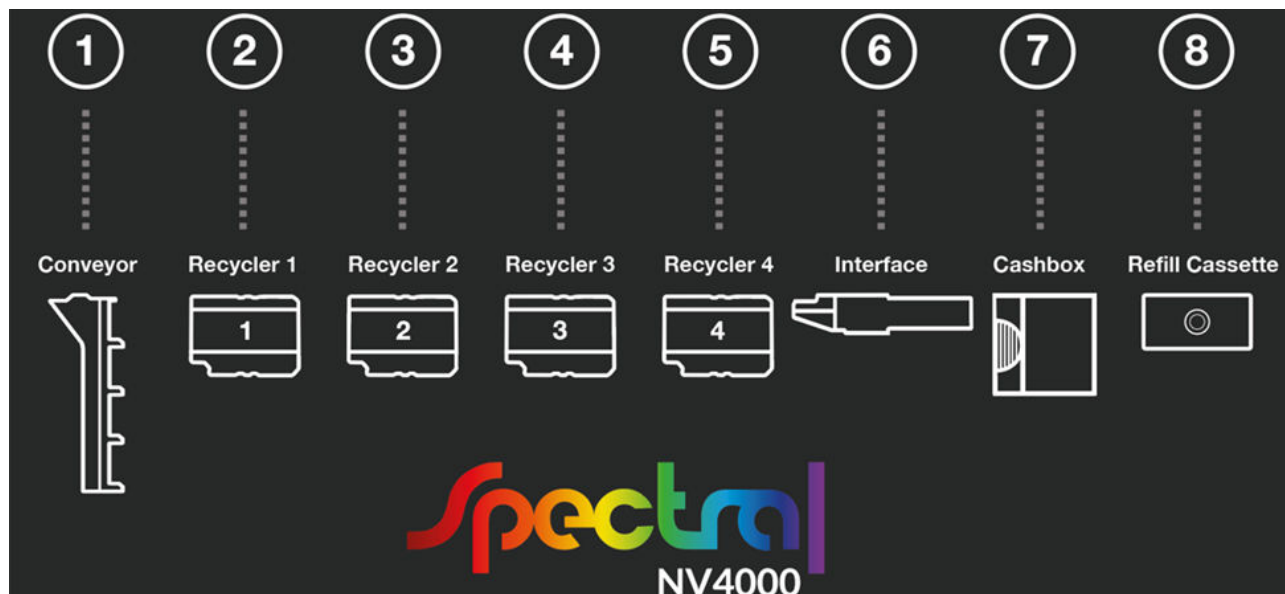 1 2 3 4 5 6 7 8
Conveyor Recycler 1 Recycler 2 Recycler 3 Recycler 4 Interface Cashbox Refill Cassette
1 2 3 4
Spectral
NV4000